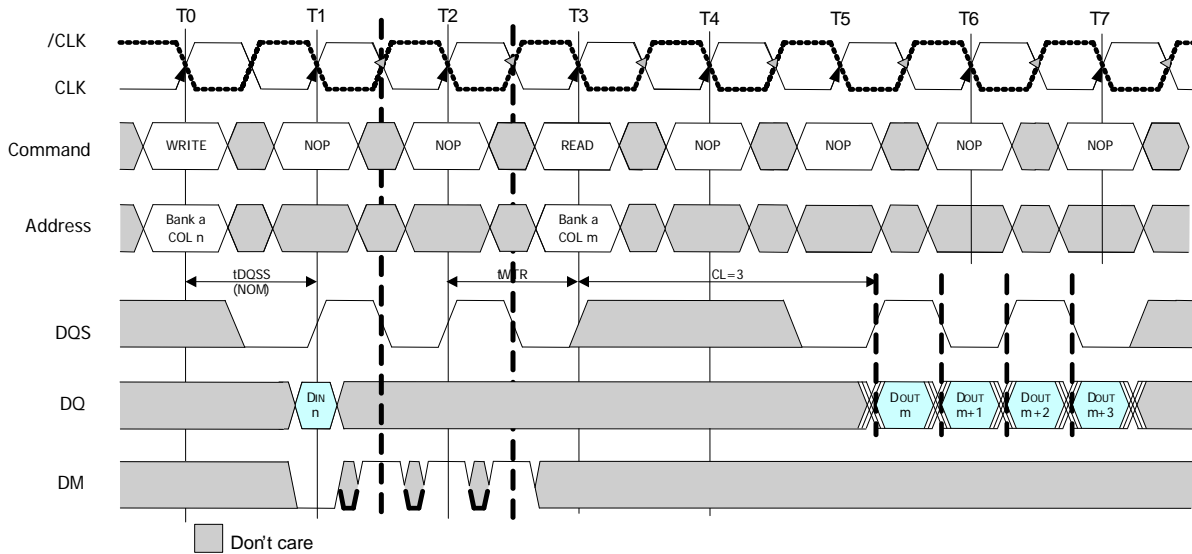 T0 T1 T2 T3 T4 T5 T6 T7
/CLK
CLK
Command WRITE NOP NOP READ NOP NOP NOP NOP
Address Bank a COL n Bank a COL m
tDQSS (NOM) tWTR CL=3
DQS
DQ DIN n DOUT m DOUT m+1 DOUT m+2 DOUT m+3
DM
Don't care